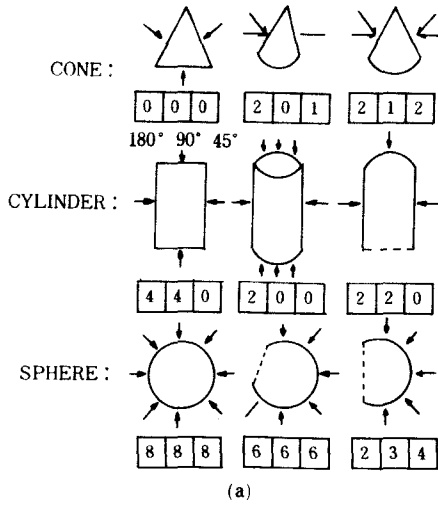 CONE :
0 0 0 2 0 1 2 1 2
180° 90° 45°
CYLINDER :
4 4 0 2 0 0 2 2 0
SPHERE :
8 8 8 6 6 6 2 3 4
(a)